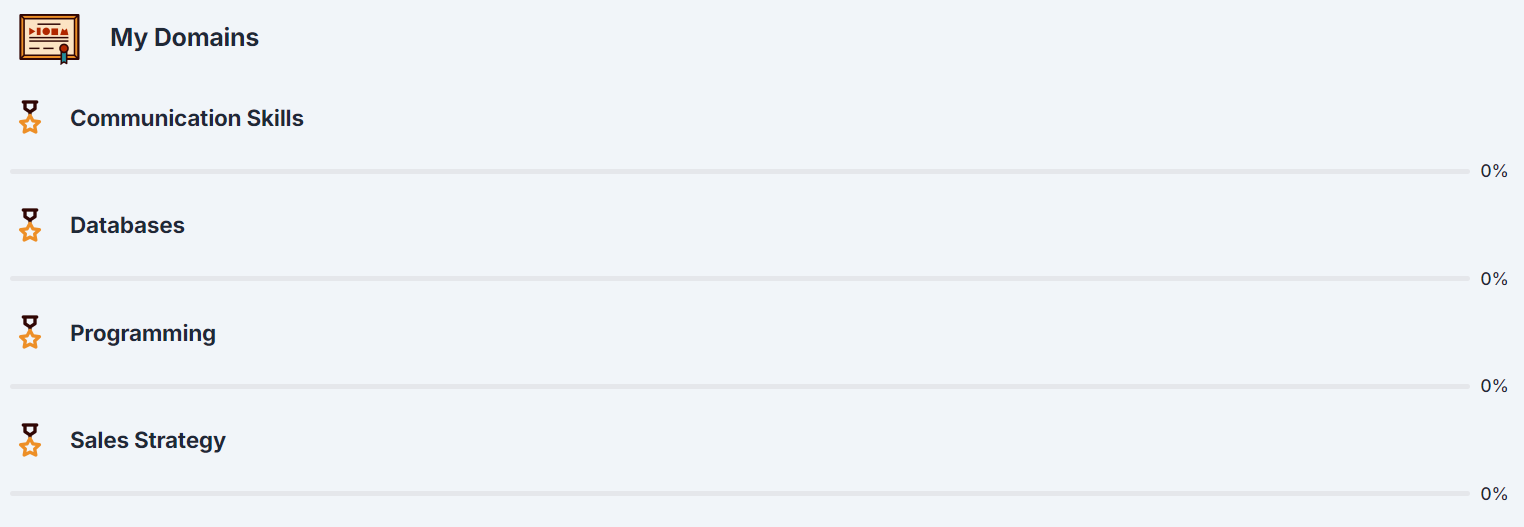 My Domains
Communication Skills
0%
Databases
0%
Programming
0%
Sales Strategy
0%